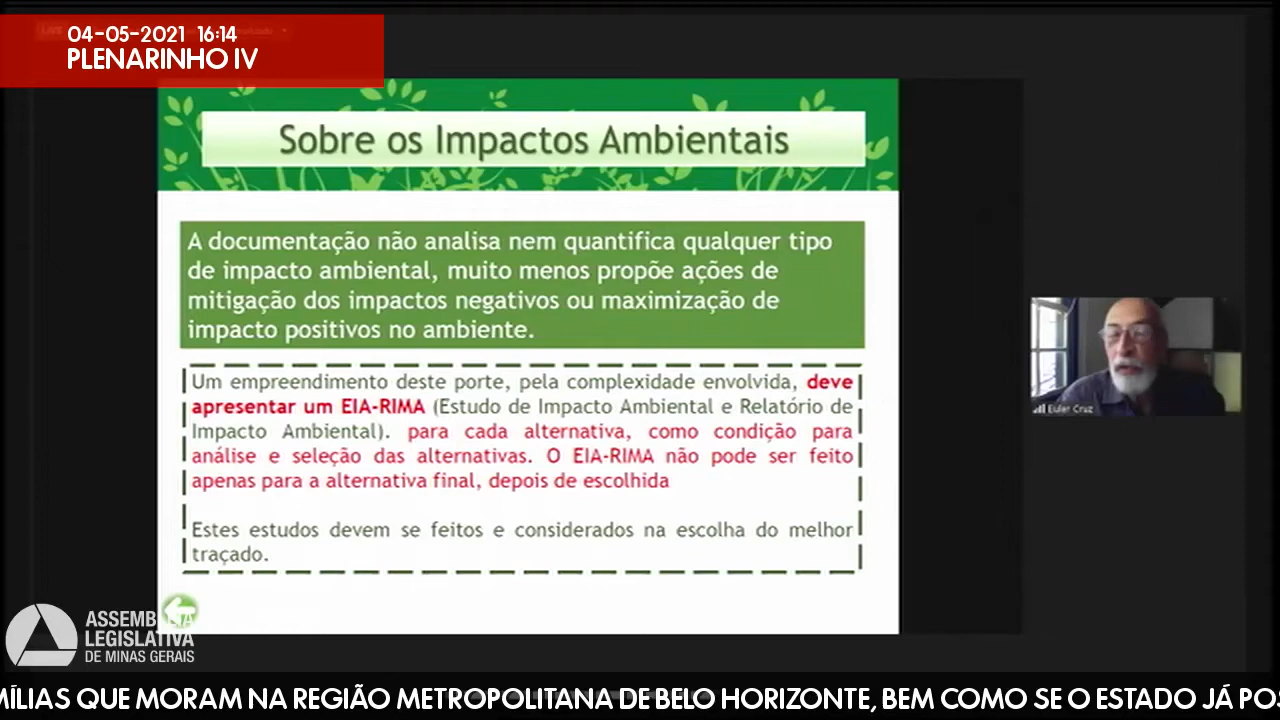 04-05-2021 16:14
PLENARINHO IV
Sobre os Impactos Ambientais
A documentação não analisa nem quantifica qualquer tipo
de impacto ambiental, muito menos propõe ações de
mitigação dos impactos negativos ou maximização de
impacto positivos no ambiente.
Um empreendimento deste porte, pela complexidade envolvida, deve
apresentar um EIA-RIMA (Estudo de Impacto Ambiental e Relatório de
Impacto Ambiental). para cada alternativa, como condição para
análise e seleção das alternativas. O EIA-RIMA não pode ser feito
apenas para a alternativa final, depois de escolhida
Estes estudos devem se feitos e considerados na escolha do melhor
traçado.
Euler Cruz
ASSEMBLEIA
LEGISLATIVA
DE MINAS GERAIS
MÍLIAS QUE MORAM NA REGIÃO METROPOLITANA DE BELO HORIZONTE, BEM COMO SE O ESTADO JÁ POS